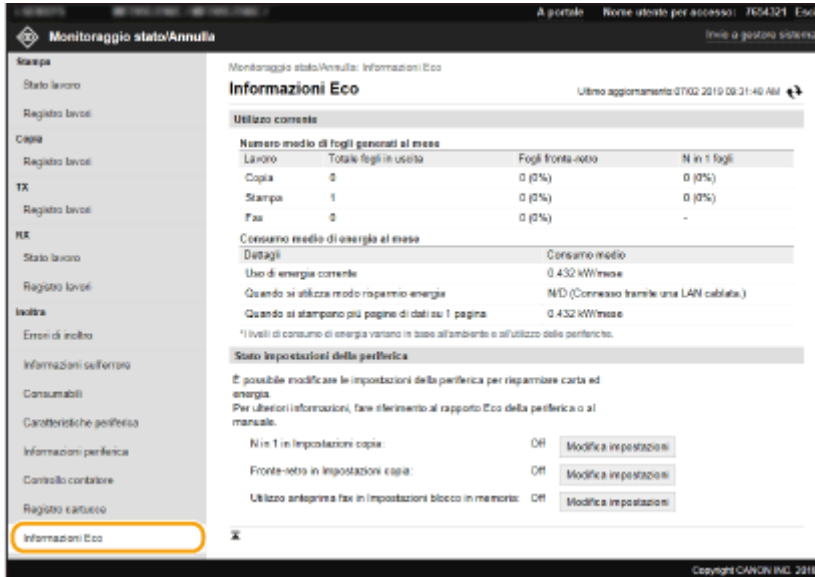 A portale Nome utente per accesso: 7654321 Esci
Monitoraggio stato/Annulla Invio a gestore sistema
Stampa
Stato lavoro
Registro lavori
Copia
Registro lavori
TX
Registro lavori
RX
Stato lavoro
Registro lavori
Inoltra
Errori di inoltro
Informazioni sull'errore
Consumabili
Caratteristiche periferica
Informazioni periferica
Controllo contatore
Registro cartucce
Informazioni Eco
Monitoraggio stato/Annulla: Informazioni Eco
Informazioni Eco Ultimo aggiornamento:07/02 2019 09:31:49 AM
Utilizzo corrente
Numero medio di fogli generati al mese
Lavoro Totale fogli in uscita Fogli fronte-retro N in 1 fogli
Copia 0 0 (0%) 0 (0%)
Stampa 1 0 (0%) 0 (0%)
Fax 0 0 (0%) -
Consumo medio di energia al mese
Dettagli Consumo medio
Uso di energia corrente 0.432 kW/mese
Quando si utilizza modo risparmio energia N/D (Connesso tramite una LAN cablata.)
Quando si stampano più pagine di dati su 1 pagina 0.432 kW/mese
*I livelli di consumo di energia variano in base all'ambiente e all'utilizzo delle periferiche.
Stato impostazioni della periferica
È possibile modificare le impostazioni della periferica per risparmiare carta ed
energia.
Per ulteriori informazioni, fare riferimento al rapporto Eco della periferica o al
manuale.
N in 1 in Impostazioni copia: Off Modifica impostazioni
Fronte-retro in Impostazioni copia: Off Modifica impostazioni
Utilizzo anteprima fax in Impostazioni blocco in memoria: Off Modifica impostazioni
Copyright CANON INC. 2018